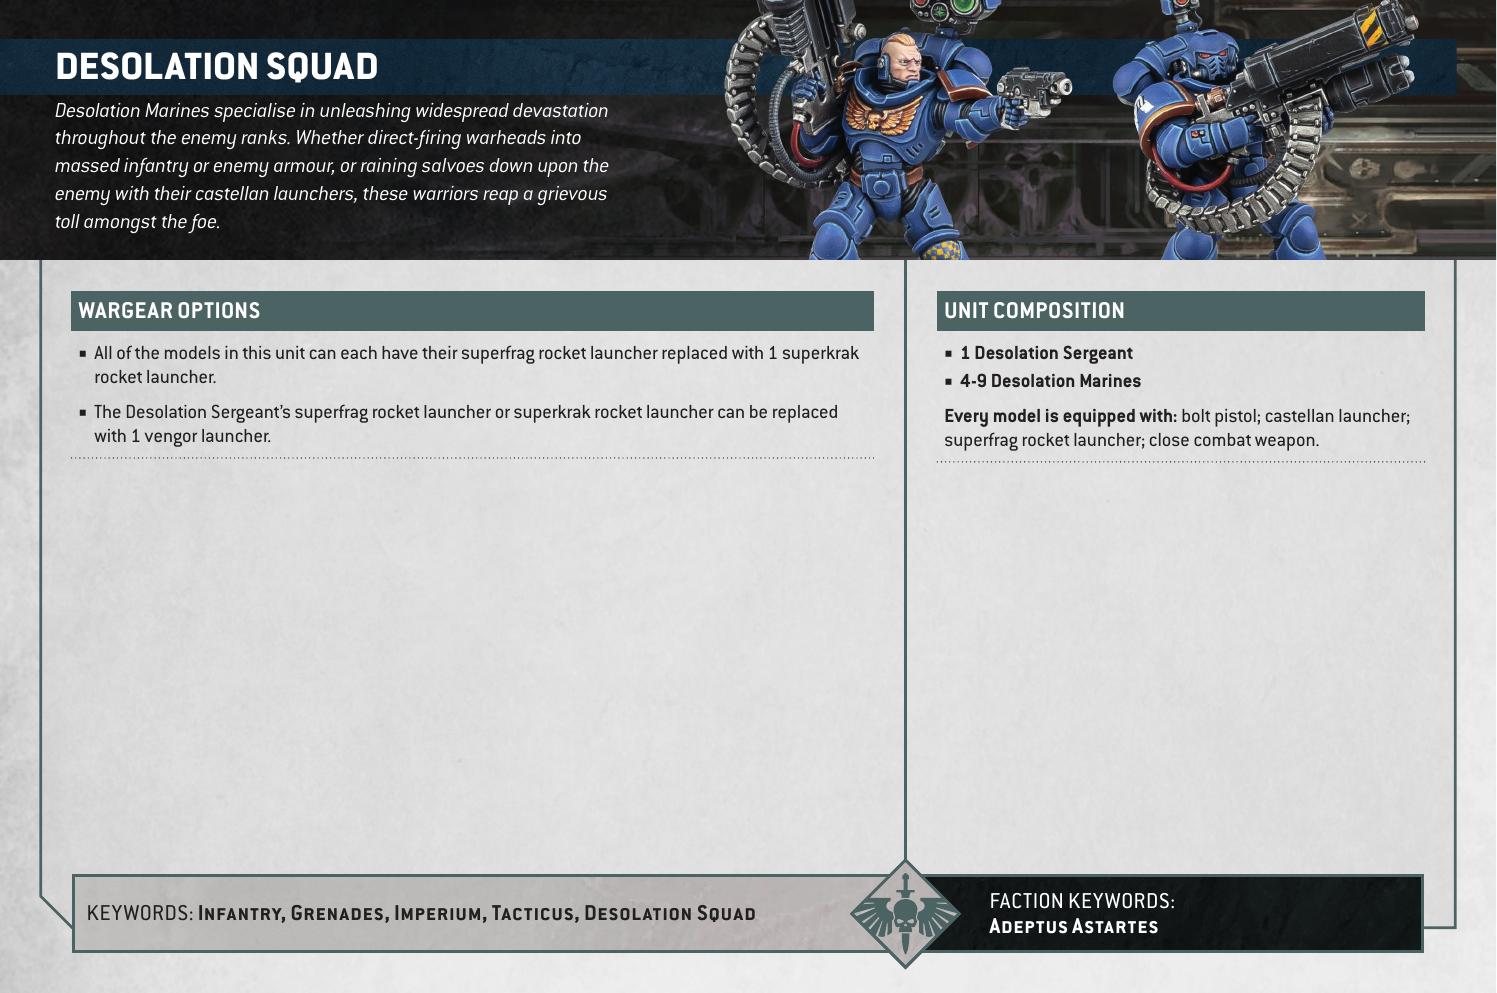 DESOLATION SQUAD
Desolation Marines specialise in unleashing widespread devastation
throughout the enemy ranks. Whether direct-firing warheads into
massed infantry or enemy armour, or raining salvoes down upon the
enemy with their castellan launchers, these warriors reap a grievous
toll amongst the foe.
WARGEAR OPTIONS
▪ All of the models in this unit can each have their superfrag rocket launcher replaced with 1 superkrak
rocket launcher.
▪ The Desolation Sergeant's superfrag rocket launcher or superkrak rocket launcher can be replaced
with 1 vengor launcher.
UNIT COMPOSITION
▪ 1 Desolation Sergeant
▪ 4-9 Desolation Marines
Every model is equipped with: bolt pistol; castellan launcher;
superfrag rocket launcher; close combat weapon.
KEYWORDS: Infantry, Grenades, Imperium, Tacticus, Desolation Squad
FACTION KEYWORDS:
Adeptus Astartes